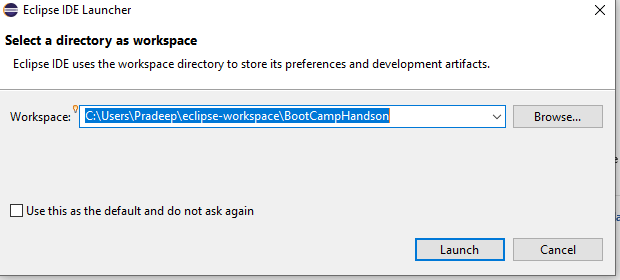 Eclipse IDE Launcher
Select a directory as workspace
Eclipse IDE uses the workspace directory to store its preferences and development artifacts.
Workspace: C:\Users\Pradeep\eclipse-workspace\BootCampHandson Browse...
Use this as the default and do not ask again
Launch Cancel